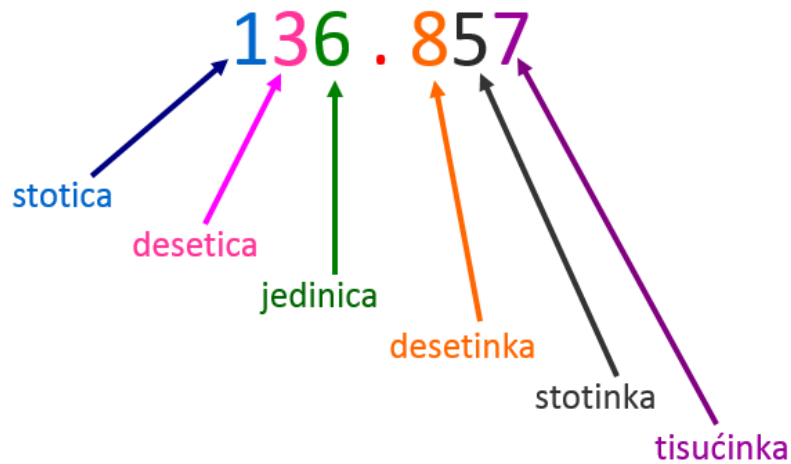 136.857
stotica
desetica
jedinica
desetinka
stotinka
tisućinka